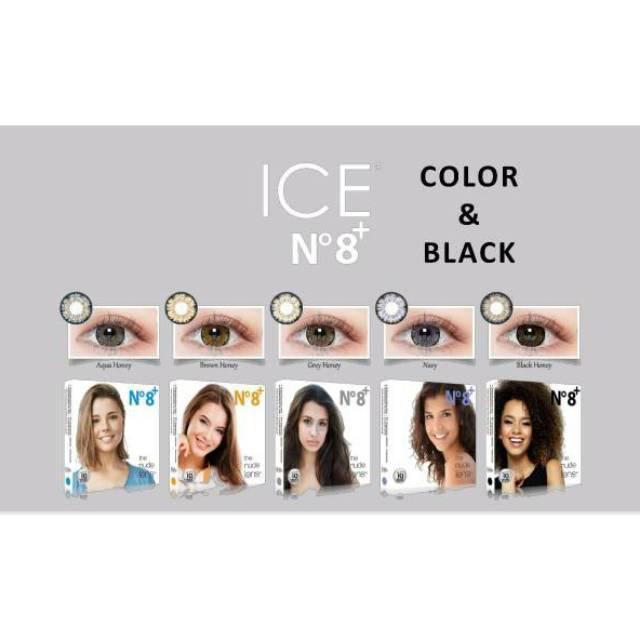 ICE
N°8+
COLOR
&
BLACK
Aqua Honey
Brown Honey
Grey Honey
Navy
Black Honey
N°8+
the
nude
lens
N°8+
the
nude
lens
N°8+
the
nude
lens
N°8+
the
nude
lens
N°8+
the
nude
lens